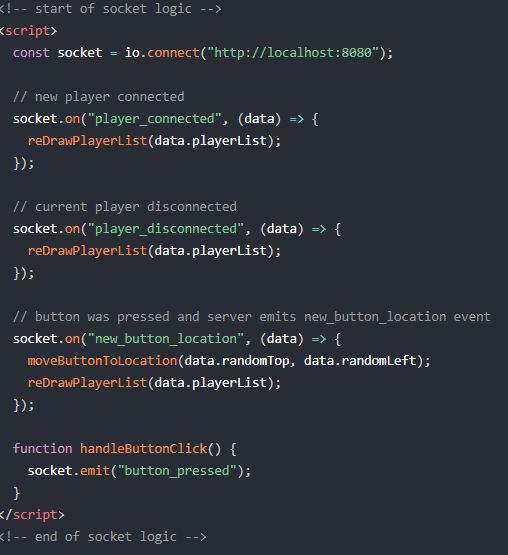 <!-- start of socket logic -->
<script>
const socket = io.connect("http://localhost:8080");
// new player connected
socket.on("player_connected", (data) => {
reDrawPlayerList(data.playerList);
});
// current player disconnected
socket.on("player_disconnected", (data) => {
reDrawPlayerList(data.playerList);
});
// button was pressed and server emits new_button_location event
socket.on("new_button_location", (data) => {
moveButtonToLocation(data.randomTop, data.randomLeft);
reDrawPlayerList(data.playerList);
});
function handleButtonClick() {
socket.emit("button_pressed");
}
</script>
<!-- end of socket logic -->